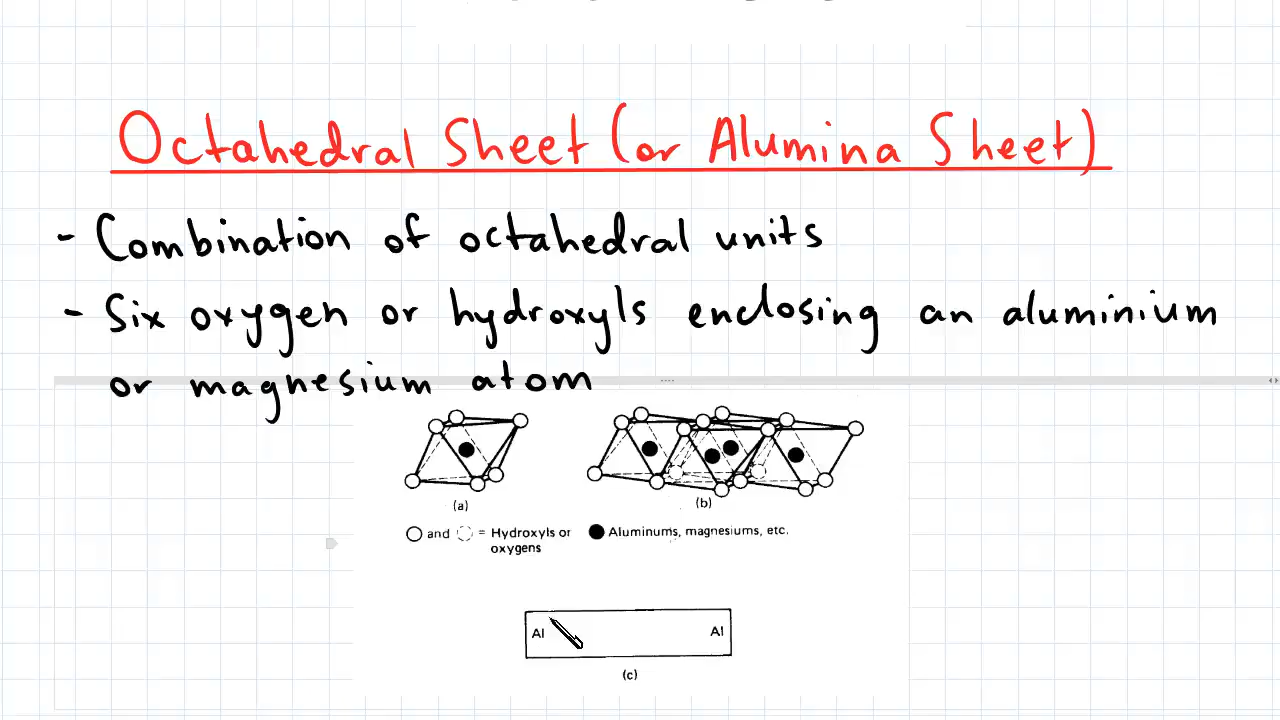 Octahedral Sheet (or Alumina Sheet)
- Combination of octahedral units
- Six oxygen or hydroxyls enclosing an aluminium
or magnesium atom
(a)
(b)
and = Hydroxyls or
oxygens
Aluminums, magnesiums, etc.
Al Al
(c)